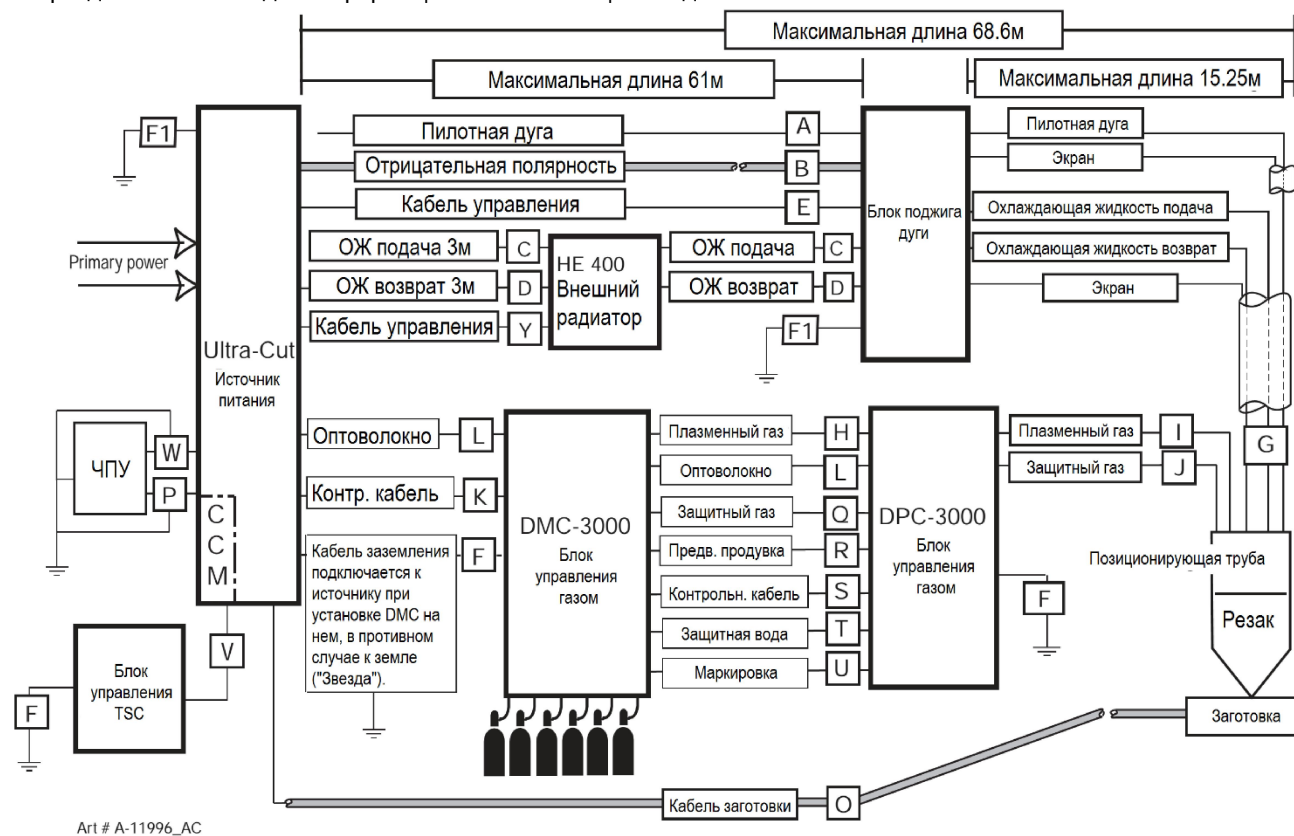 Максимальная длина 68.6м
Максимальная длина 61м
Максимальная длина 15.25м
F1
Пилотная дуга
A
Пилотная дуга
Отрицательная полярность
B
Экран
Кабель управления
E
Блок поджига
дуги
Охлаждающая жидкость подача
Primary power
ОЖ подача 3м
C
HE 400
Внешний
радиатор
ОЖ подача
C
Охлаждающая жидкость возврат
ОЖ возврат 3м
D
ОЖ возврат
D
Экран
Кабель управления
Y
F1
Ultra-Cut
Источник
питания
ЧПУ
W
P
C
C
M
Оптоволокно
L
Контр. кабель
K
Кабель заземления
подключается к
источнику при
установке DMC на
нем, в противном
случае к земле
("Звезда").
F
DMC-3000
Блок
управления
газом
Плазменный газ
H
Оптоволокно
L
Защитный газ
Q
Предв. продувка
R
Контрольн. кабель
S
Защитная вода
T
Маркировка
U
DPC-3000
Блок
управления
газом
Плазменный газ
I
Защитный газ
J
G
F
Позиционирующая труба
Резак
Заготовка
V
Блок
управления
TSC
F
Кабель заготовки
O
Art # A-11996_AC